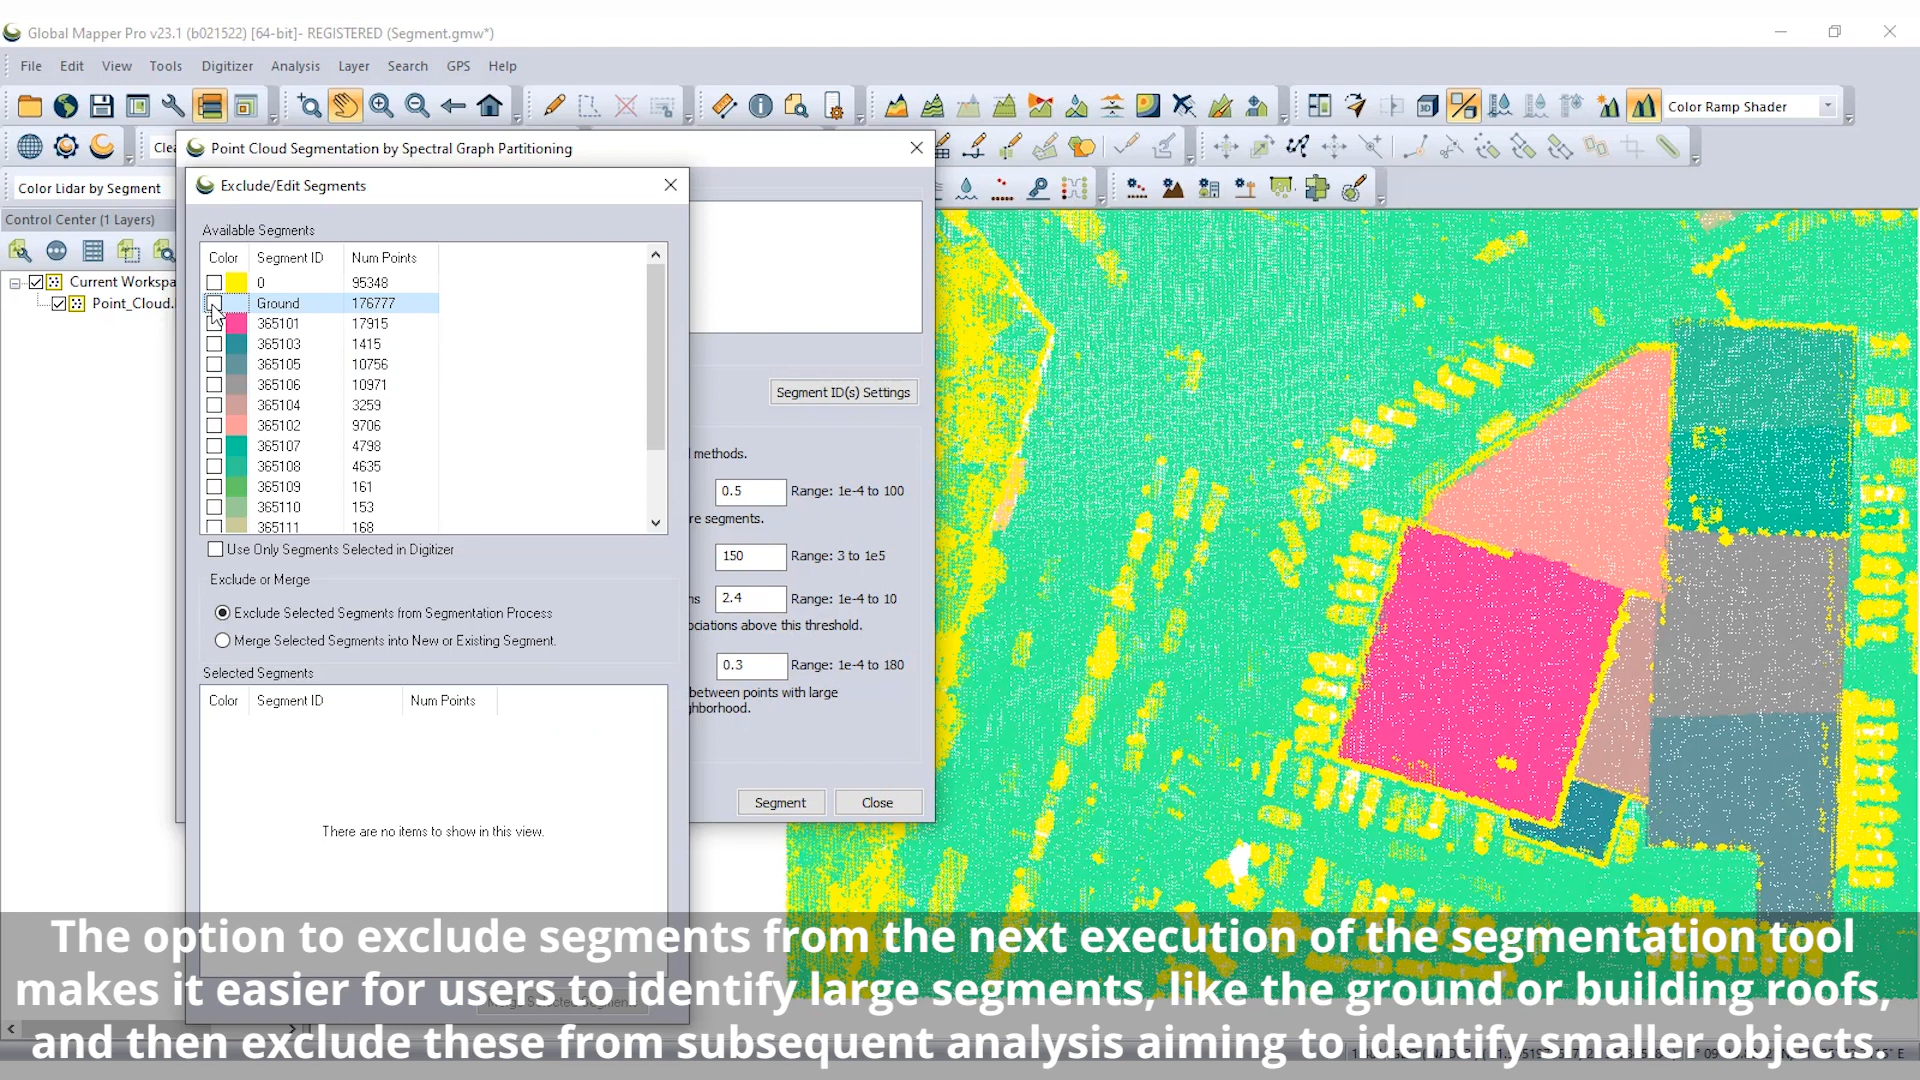 Global Mapper Pro v23.1 (b021522) [64-bit]- REGISTERED (Segment.gmw*)
File Edit View Tools Digitizer Analysis Layer Search GPS Help
Color Ramp Shader
Point Cloud Segmentation by Spectral Graph Partitioning
Color Lidar by Segment
Exclude/Edit Segments
Control Center (1 Layers)
Available Segments
Color Segment ID Num Points
0 95348
Ground 176777
365101 17915
365103 1415
365105 10756
365106 10971
365104 3259
365102 9706
365107 4798
365108 4635
365109 161
365110 153
365111 168
Current Workspa
Point_Cloud.
Segment ID(s) Settings
methods.
0.5 Range: 1e-4 to 100
re segments.
150 Range: 3 to 1e5
ns 2.4 Range: 1e-4 to 10
ociations above this threshold.
0.3 Range: 1e-4 to 180
between points with large
ghborhood.
Segment Close
Use Only Segments Selected in Digitizer
Exclude or Merge
Exclude Selected Segments from Segmentation Process
Merge Selected Segments into New or Existing Segment.
Selected Segments
Color Segment ID Num Points
There are no items to show in this view.
The option to exclude segments from the next execution of the segmentation tool
makes it easier for users to identify large segments, like the ground or building roofs,
and then exclude these from subsequent analysis aiming to identify smaller objects.